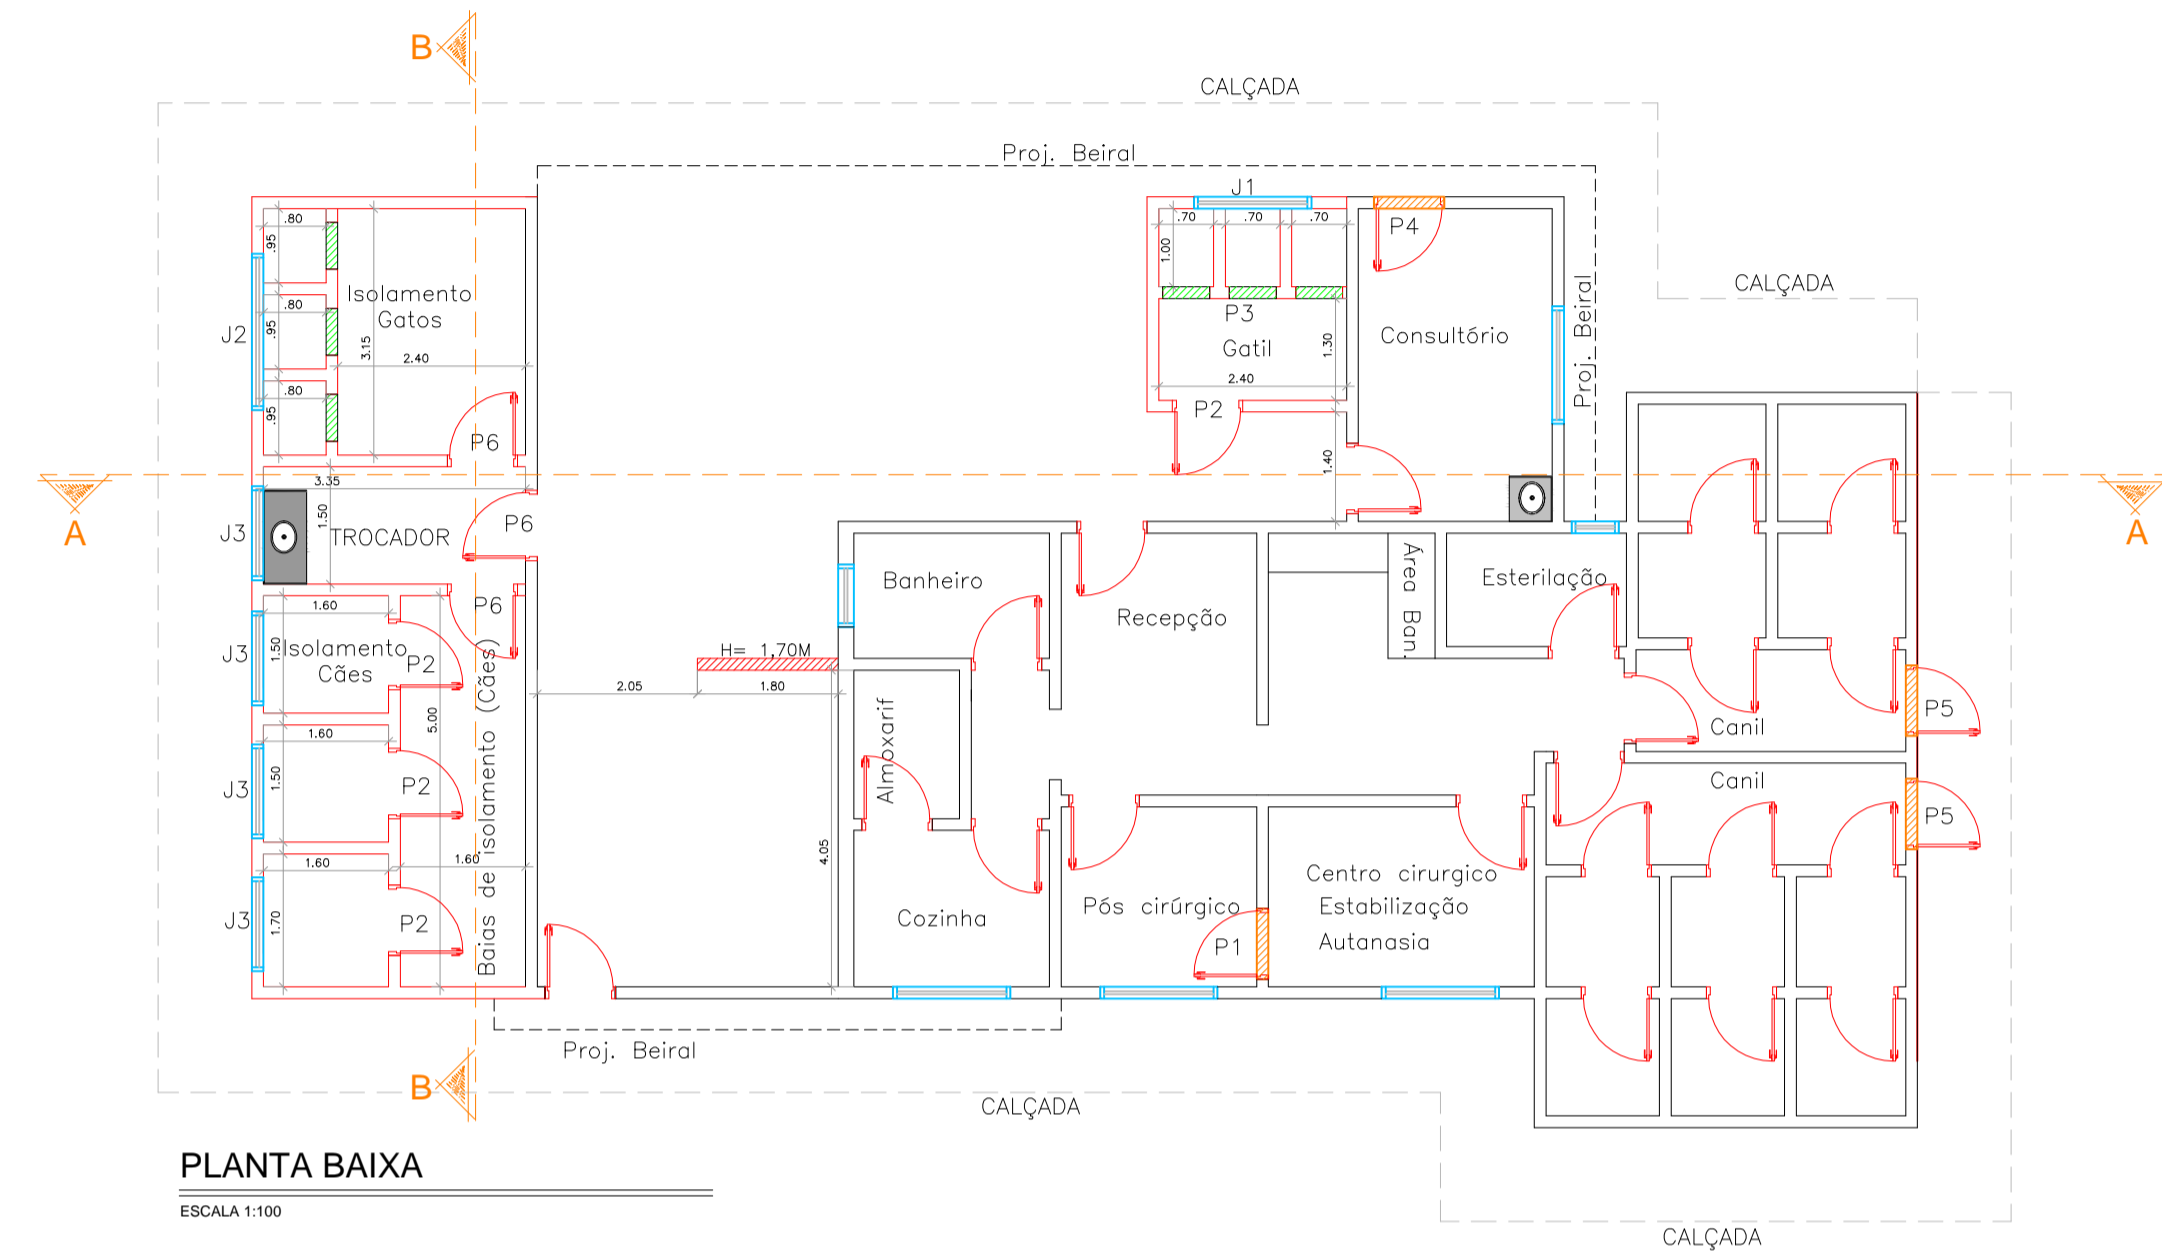 B
CALÇADA
Proj. Beiral
J1
.80
.70
.70
.70
P4
.95
1.00
Proj. Beiral
CALÇADA
Isolamento
Gatos
.80
P3
J2
.95
3.15
2.40
Gatil
1.30
Consultório
2.40
.80
.95
P2
P6
1.40
3.35
A
1.50
TROCADOR
P6
J3
A
Banheiro
Área Ban.
Esterilação
1.60
P6
Recepção
1.50
Isolamento
Cães
J3
P2
H= 1,70M
2.05
1.80
5.00
Baias de isolamento (Cães)
Almoxarif
Canil
P5
1.60
1.50
J3
P2
Canil
P5
4.05
1.60
1.60
Centro cirurgico
Estabilização
Autanasia
1.70
J3
P2
Cozinha
Pós cirúrgico
P1
Proj. Beiral
B
CALÇADA
PLANTA BAIXA
ESCALA 1:100
CALÇADA